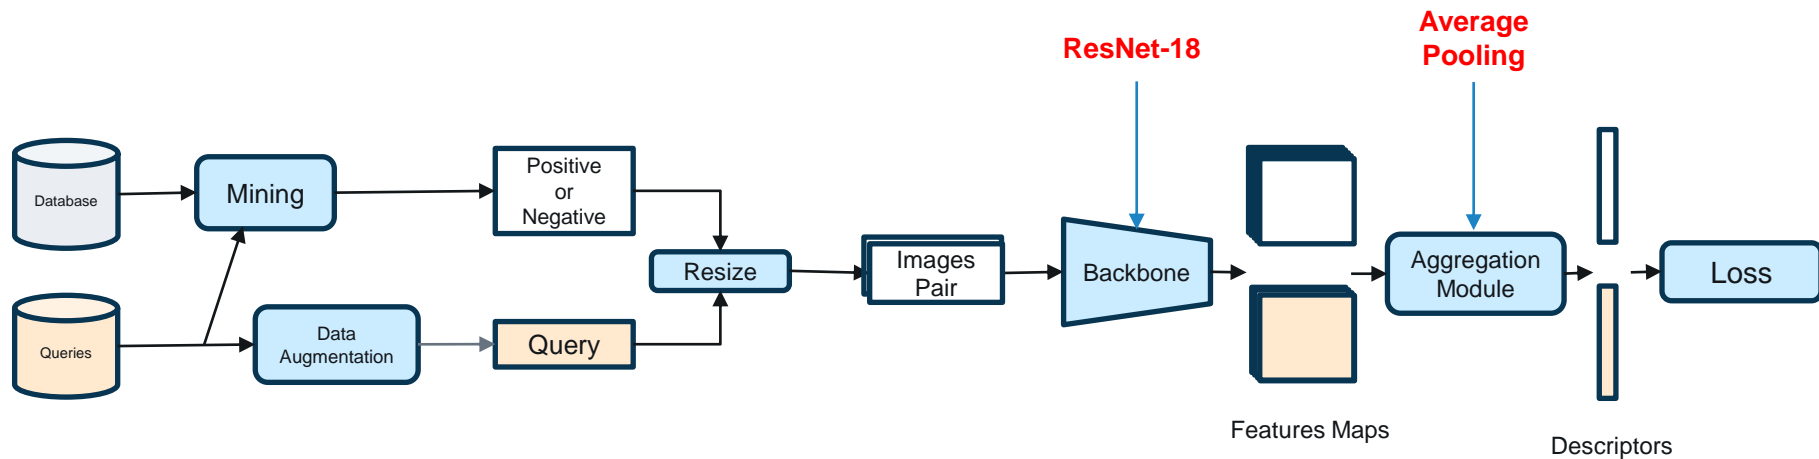 ResNet-18
Average
Pooling
Database
Mining
Positive
or
Negative
Resize
Images
Pair
Backbone
Aggregation
Module
Loss
Queries
Data
Augmentation
Query
Features Maps
Descriptors